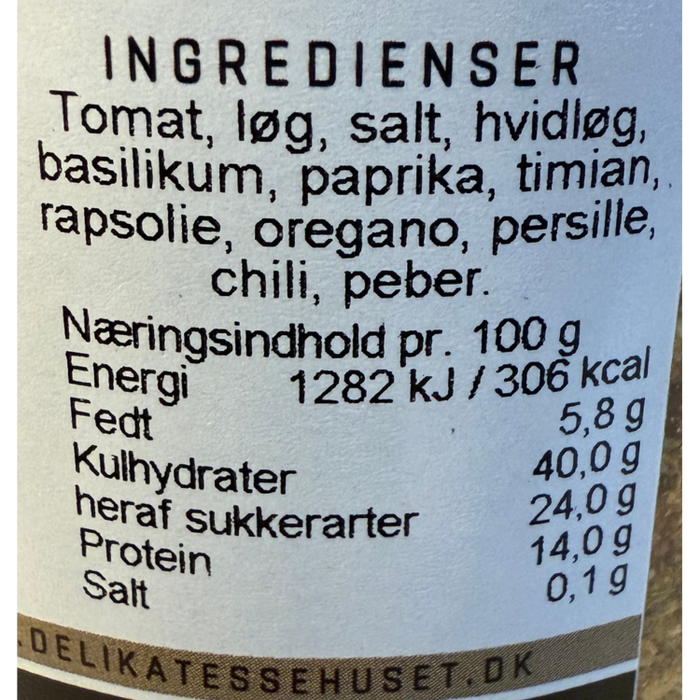 INGREDIENSER
Tomat, løg, salt, hvidløg,
basilikum, paprika, timian,
rapsolie, oregano, persille,
chili, peber.
Næringsindhold pr. 100 g
Energi 1282 kJ / 306 kcal
Fedt 5,8 g
Kulhydrater 40,0 g
heraf sukkerarter 24,0 g
Protein 14,0 g
Salt 0,1 g
.DELIKATESSEHUSET.DK